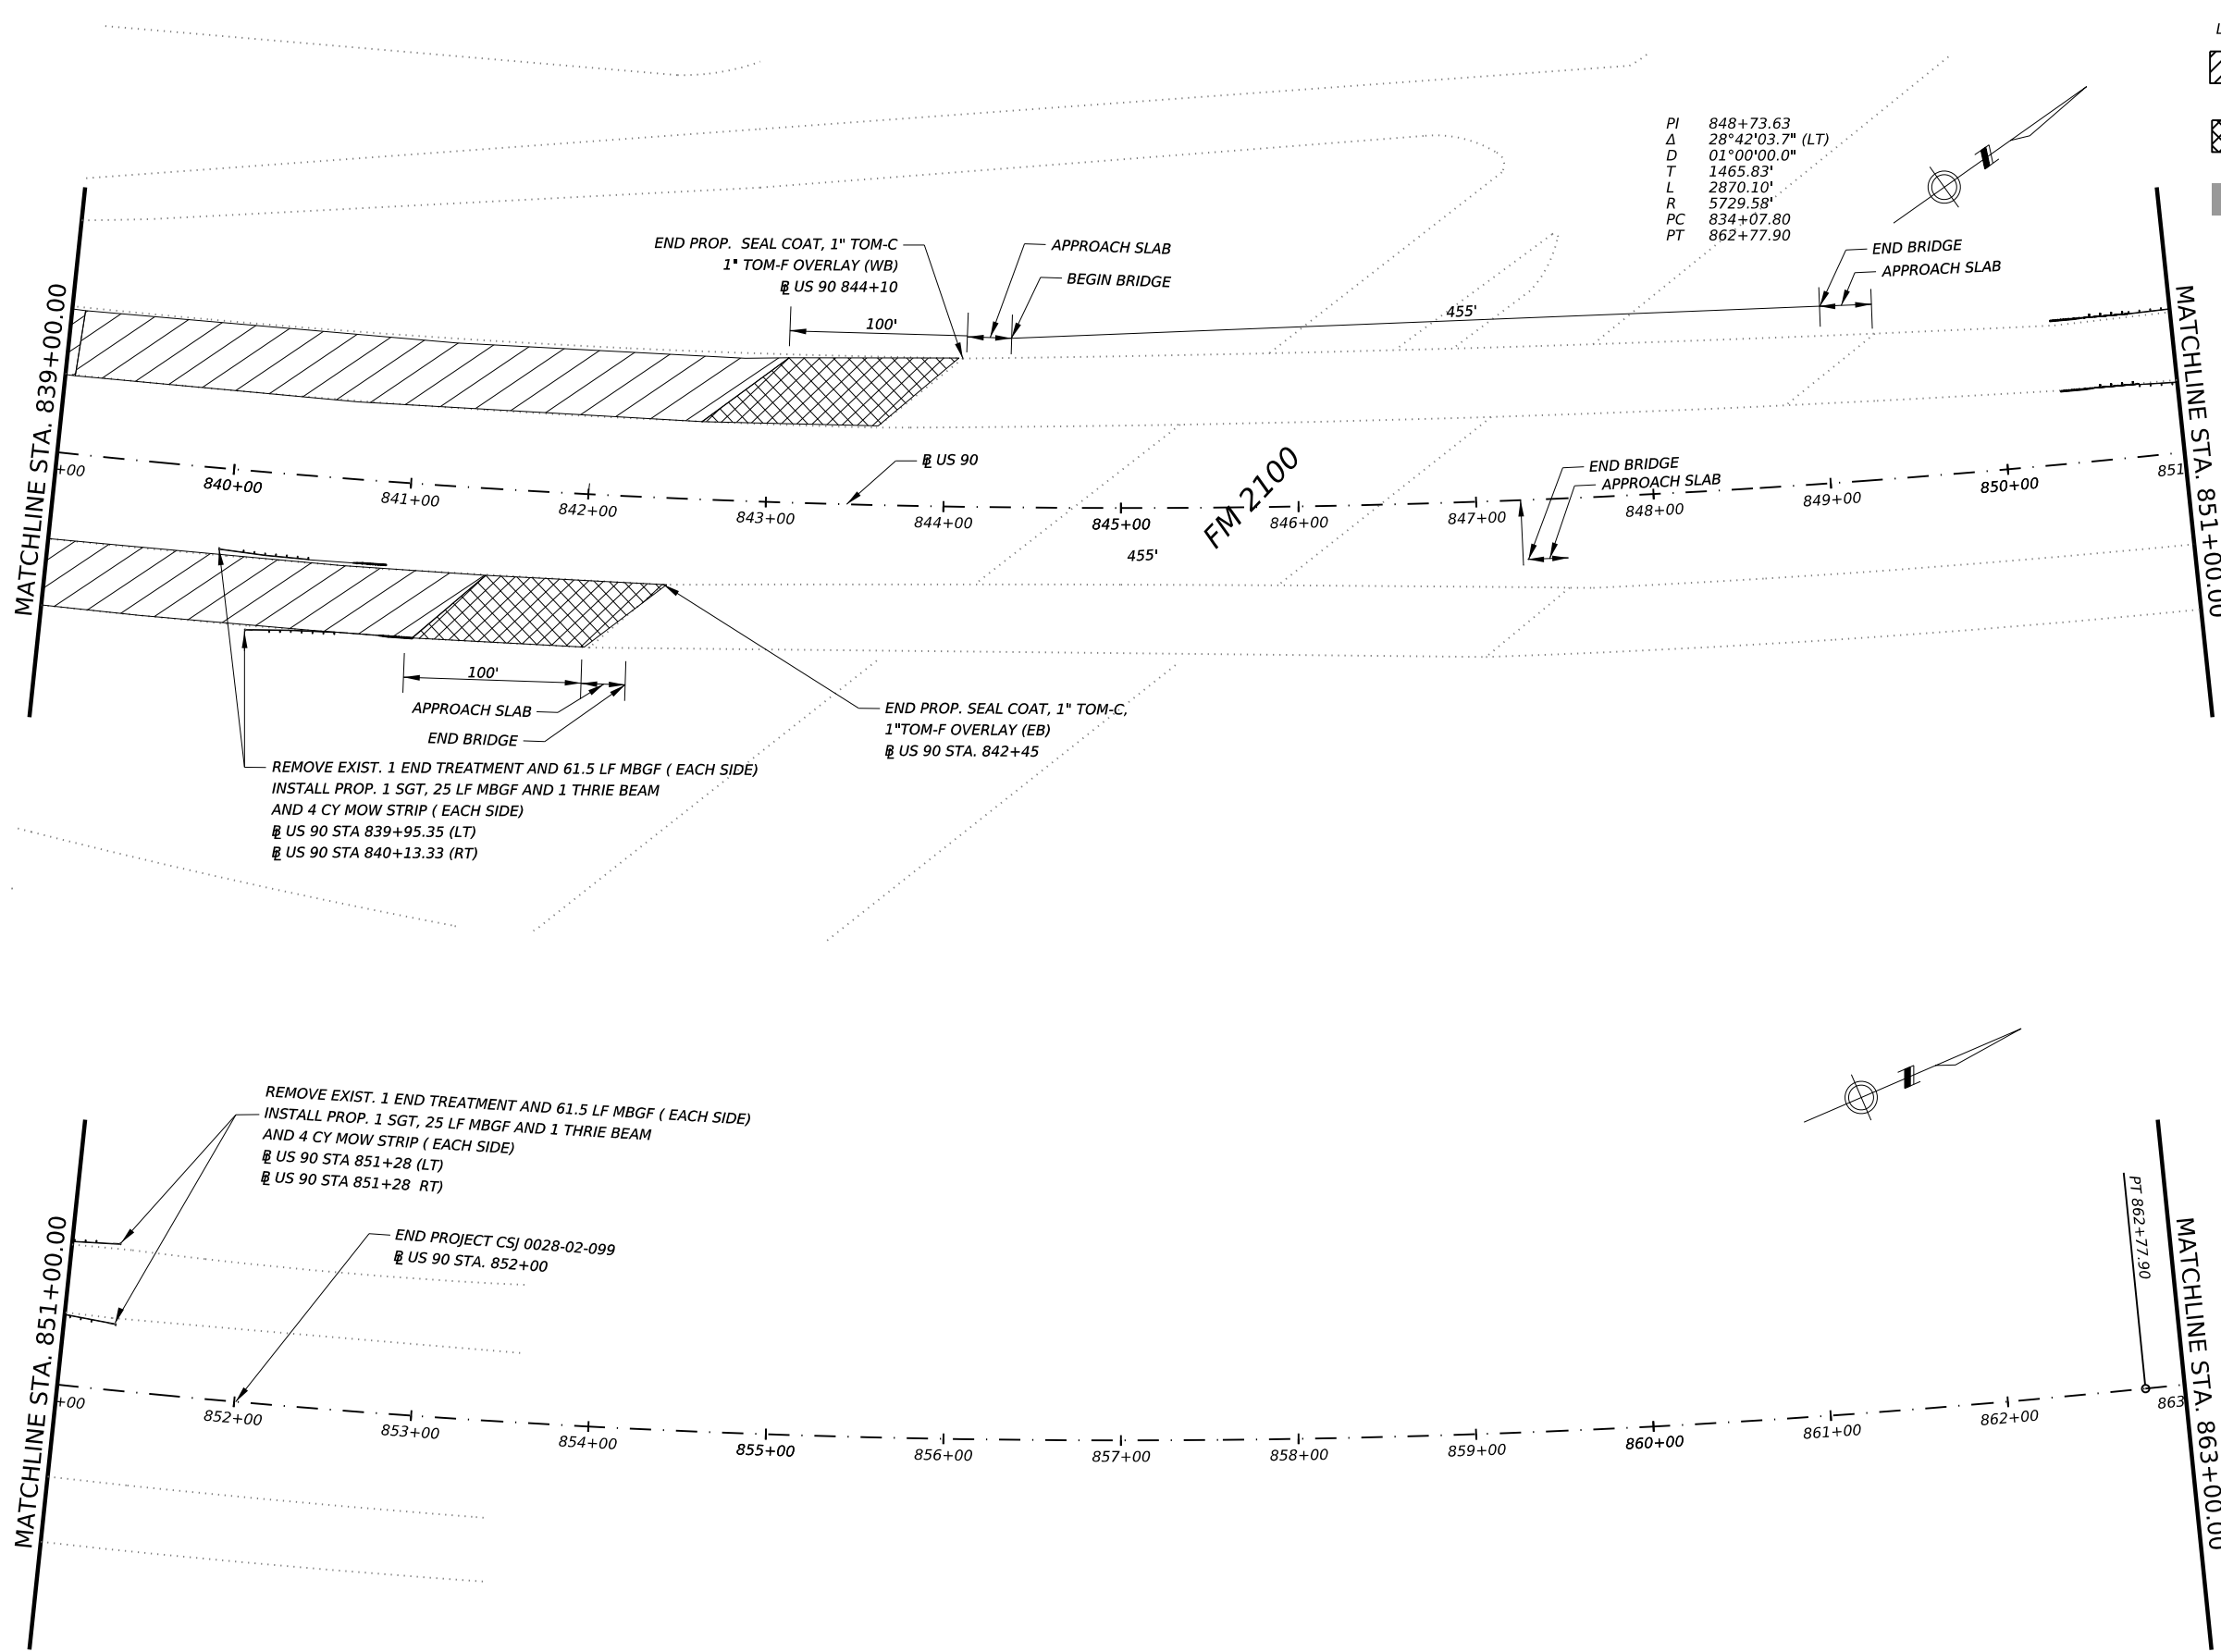 L
PI 848+73.63
Δ 28°42'03.7" (LT)
D 01°00'00.0"
T 1465.83'
L 2870.10'
R 5729.58'
PC 834+07.80
PT 862+77.90
N
END PROP. SEAL COAT, 1" TOM-C
1" TOM-F OVERLAY (WB)
℄ US 90 844+10
APPROACH SLAB
BEGIN BRIDGE
END BRIDGE
APPROACH SLAB
100'
455'
MATCHLINE STA. 839+00.00
MATCHLINE STA. 851+00.00
℄ US 90
FM 2100
END BRIDGE
APPROACH SLAB
+00
840+00
841+00
842+00
843+00
844+00
845+00
846+00
847+00
848+00
849+00
850+00
851
455'
100'
APPROACH SLAB
END BRIDGE
END PROP. SEAL COAT, 1" TOM-C,
1"TOM-F OVERLAY (EB)
℄ US 90 STA. 842+45
REMOVE EXIST. 1 END TREATMENT AND 61.5 LF MBGF ( EACH SIDE)
INSTALL PROP. 1 SGT, 25 LF MBGF AND 1 THRIE BEAM
AND 4 CY MOW STRIP ( EACH SIDE)
℄ US 90 STA 839+95.35 (LT)
℄ US 90 STA 840+13.33 (RT)
N
REMOVE EXIST. 1 END TREATMENT AND 61.5 LF MBGF ( EACH SIDE)
INSTALL PROP. 1 SGT, 25 LF MBGF AND 1 THRIE BEAM
AND 4 CY MOW STRIP ( EACH SIDE)
℄ US 90 STA 851+28 (LT)
℄ US 90 STA 851+28 RT)
END PROJECT CSJ 0028-02-099
℄ US 90 STA. 852+00
MATCHLINE STA. 851+00.00
PT 862+77.90
MATCHLINE STA. 863+00.00
+00
852+00
853+00
854+00
855+00
856+00
857+00
858+00
859+00
860+00
861+00
862+00
863